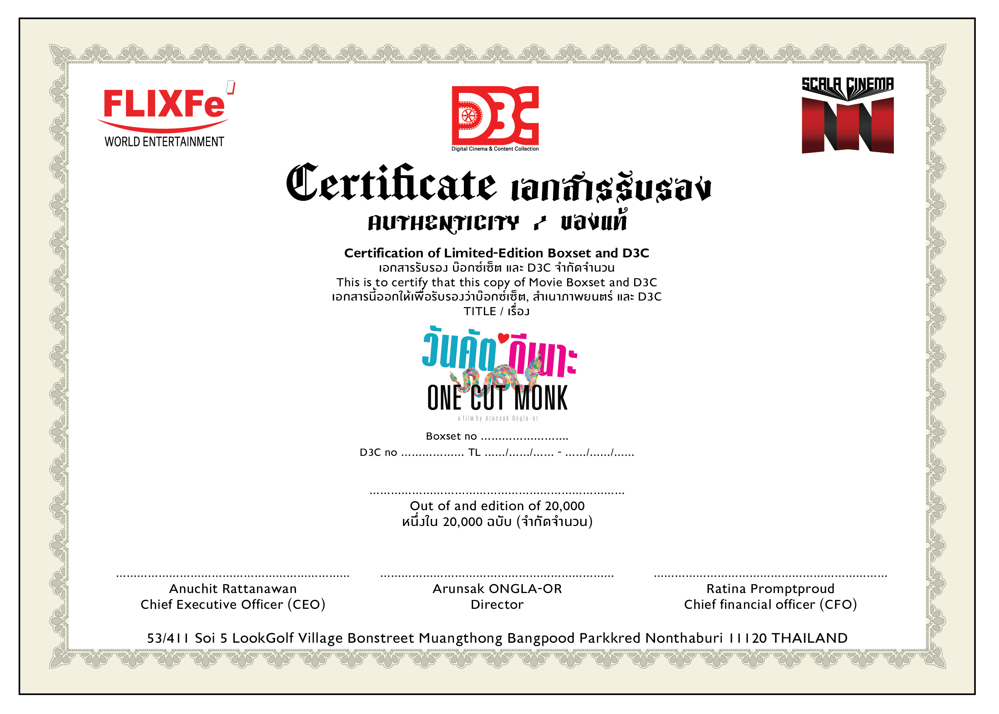 FLIXFe
WORLD ENTERTAINMENT
D3C
Digital Cinema & Content Collection
SCALA CINEMA
Certificate เอกสารรับรอง
AUTHENTICITY / ของแท้
Certification of Limited-Edition Boxset and D3C
เอกสารรับรอง บ๊อกซ์เซ็ต และ D3C จำกัดจำนวน
This is to certify that this copy of Movie Boxset and D3C
เอกสารนี้ออกให้เพื่อรับรองว่าบ๊อกซ์เซ็ต, สำเนาภาพยนตร์ และ D3C
TITLE / เรื่อง
วันคัต ดีพาะ
ONE CUT MONK
a film by Arunsak Ongla-or
Boxset no ........................
D3C no .................. TL ....../....../...... - ....../....../......
........................................................................
Out of and edition of 20,000
หนึ่งใน 20,000 ฉบับ (จำกัดจำนวน)
..................................................................
Anuchit Rattanawan
Chief Executive Officer (CEO)
..................................................................
Arunsak ONGLA-OR
Director
..................................................................
Ratina Promptproud
Chief financial officer (CFO)
53/411 Soi 5 LookGolf Village Bonstreet Muangthong Bangpood Parkkred Nonthaburi 11120 THAILAND